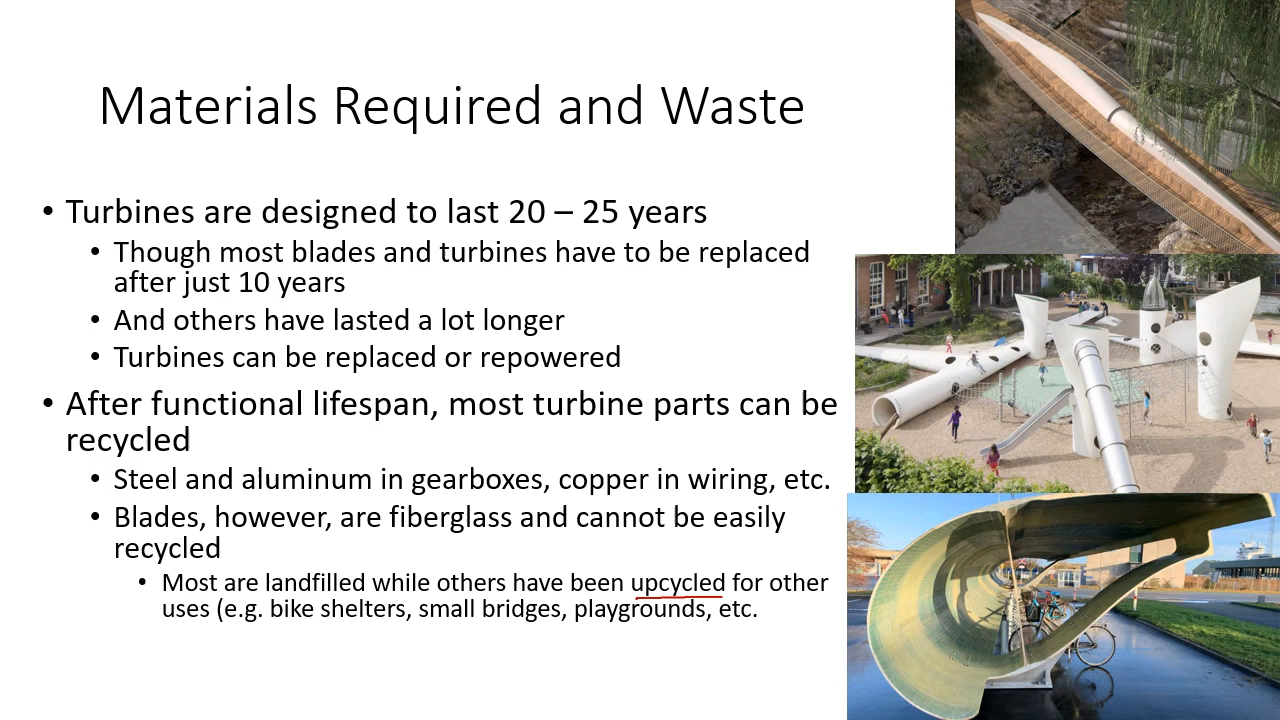 Materials Required and Waste
• Turbines are designed to last 20 – 25 years
• Though most blades and turbines have to be replaced
after just 10 years
• And others have lasted a lot longer
• Turbines can be replaced or repowered
• After functional lifespan, most turbine parts can be
recycled
• Steel and aluminum in gearboxes, copper in wiring, etc.
• Blades, however, are fiberglass and cannot be easily
recycled
• Most are landfilled while others have been upcycled for other
uses (e.g. bike shelters, small bridges, playgrounds, etc.